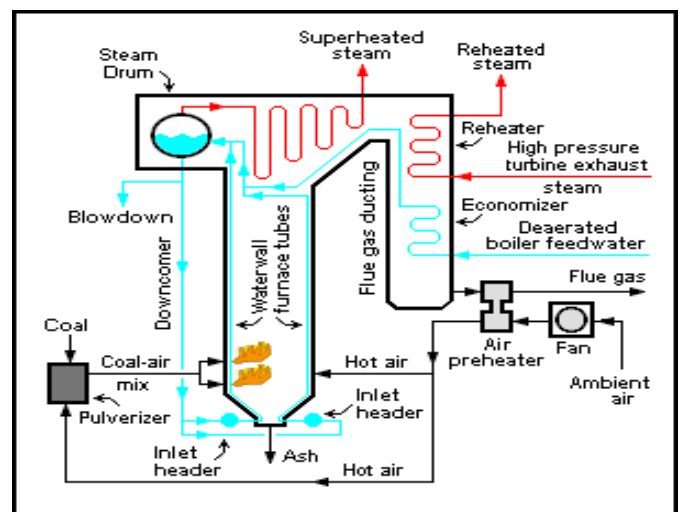 Superheated
steam
Reheated
steam
Steam
Drum
Reheater
High pressure
turbine exhaust
steam
Economizer
Deaerated
boiler feedwater
Blowdown
Downcomer
Waterwall
furnace tubes
Flue gas ducting
Flue gas
Air
preheater
Fan
Ambient
air
Coal
Coal-air
mix
Pulverizer
Hot air
Inlet
header
Inlet
header
Ash
Hot air